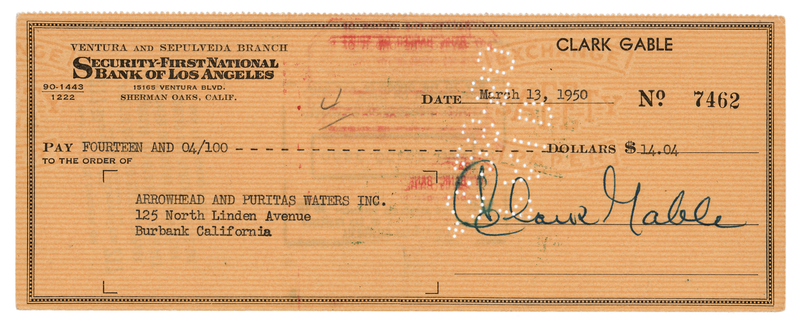 VENTURA AND SEPULVEDA BRANCH
SECURITY-FIRST NATIONAL
BANK OF LOS ANGELES
90-1443
1222
15165 VENTURA BLVD.
SHERMAN OAKS, CALIF.
CLARK GABLE
DATE March 13, 1950 No. 7462
PAY FOURTEEN AND 04/100 - - - - - - - - - - - - - - - - - - - - - - - - - - - - DOLLARS $14.04
TO THE ORDER OF
ARROWHEAD AND PURITAS WATERS INC.
125 North Linden Avenue
Burbank California
Clark Gable